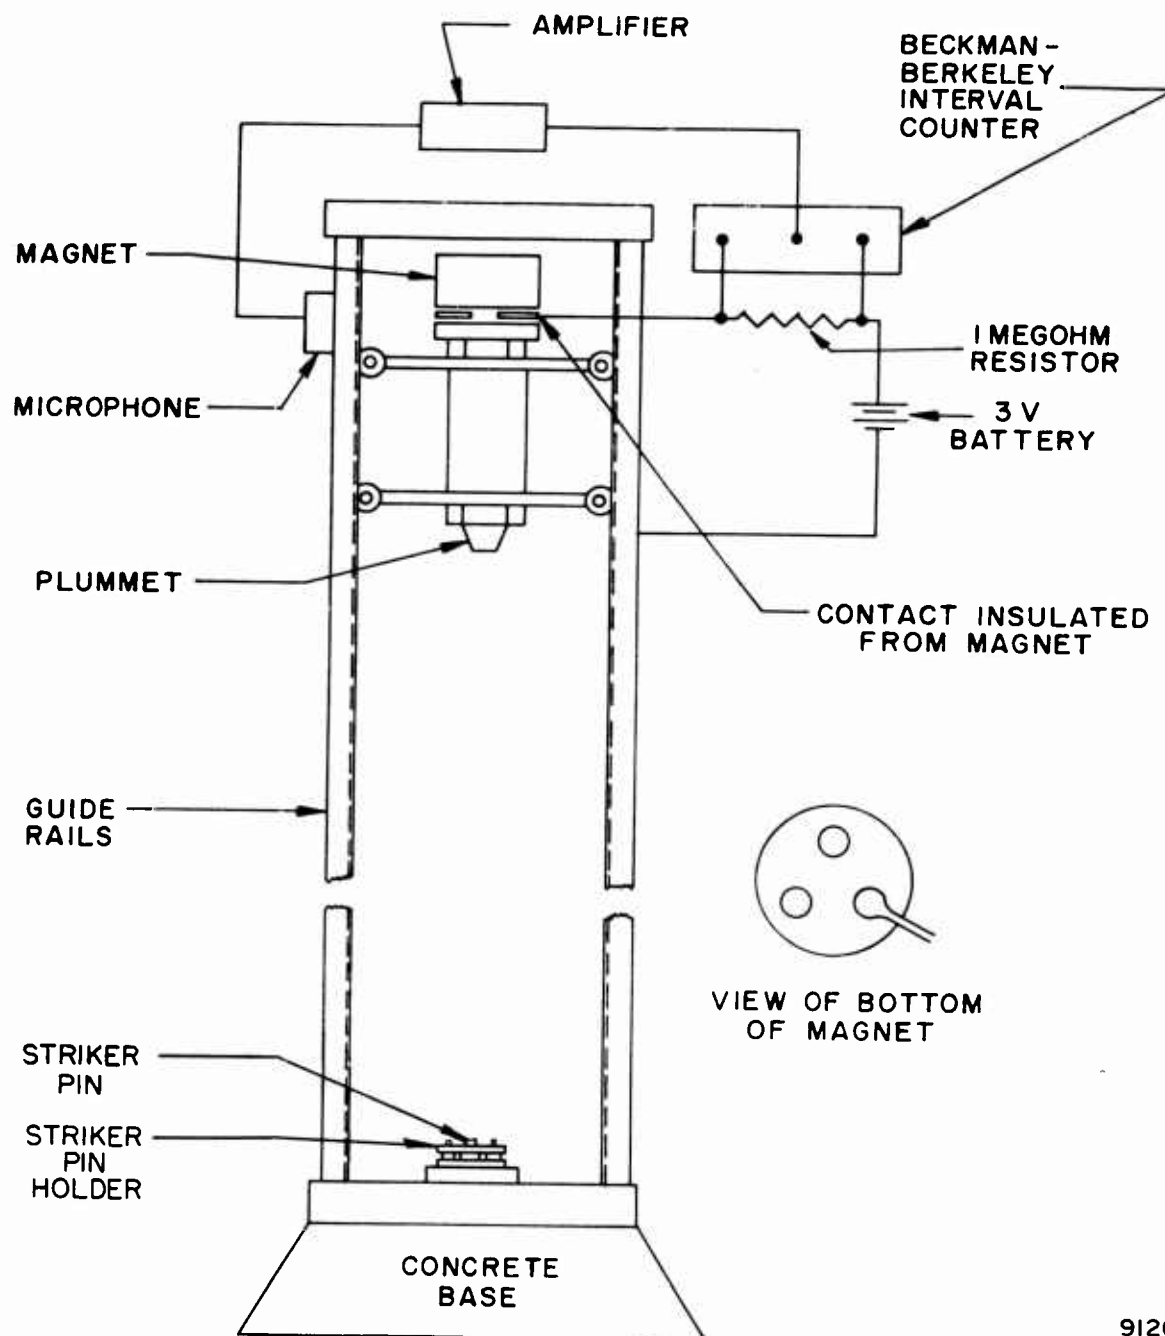 AMPLIFIER
BECKMAN-
BERKELEY
INTERVAL
COUNTER
MAGNET
1 MEGOHM
RESISTOR
MICROPHONE
3 V
BATTERY
PLUMMET
CONTACT INSULATED
FROM MAGNET
GUIDE
RAILS
VIEW OF BOTTOM
OF MAGNET
STRIKER
PIN
STRIKER
PIN
HOLDER
CONCRETE
BASE